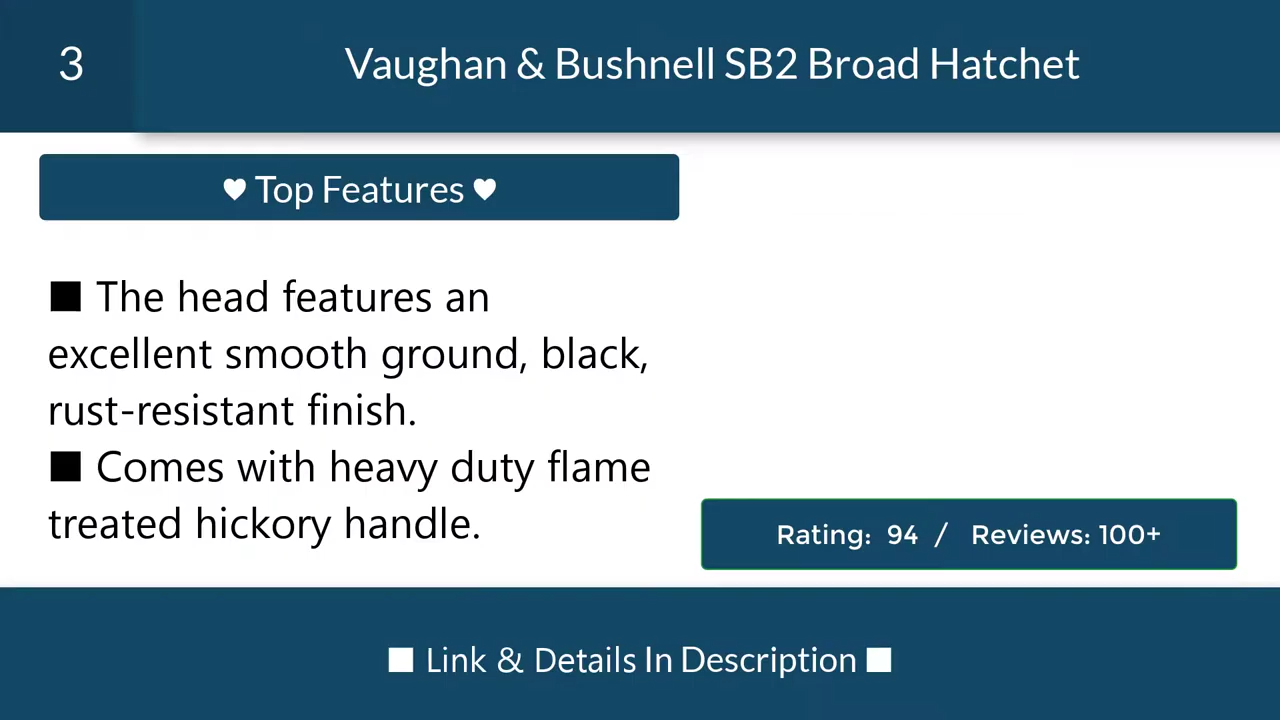 3
Vaughan & Bushnell SB2 Broad Hatchet
♥ Top Features ♥
■ The head features an
excellent smooth ground, black,
rust-resistant finish.
■ Comes with heavy duty flame
treated hickory handle.
Rating: 94 / Reviews: 100+
■ Link & Details In Description ■